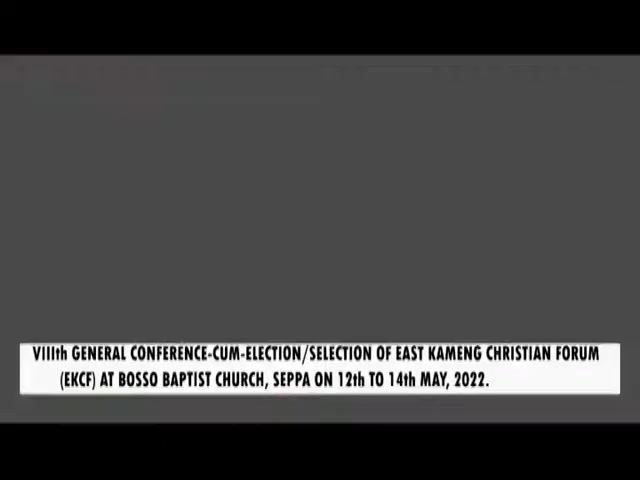 VIIIth GENERAL CONFERENCE-CUM-ELECTION/SELECTION OF EAST KAMENG CHRISTIAN FORUM
(EKCF) AT BOSSO BAPTIST CHURCH, SEPPA ON 12th TO 14th MAY, 2022.